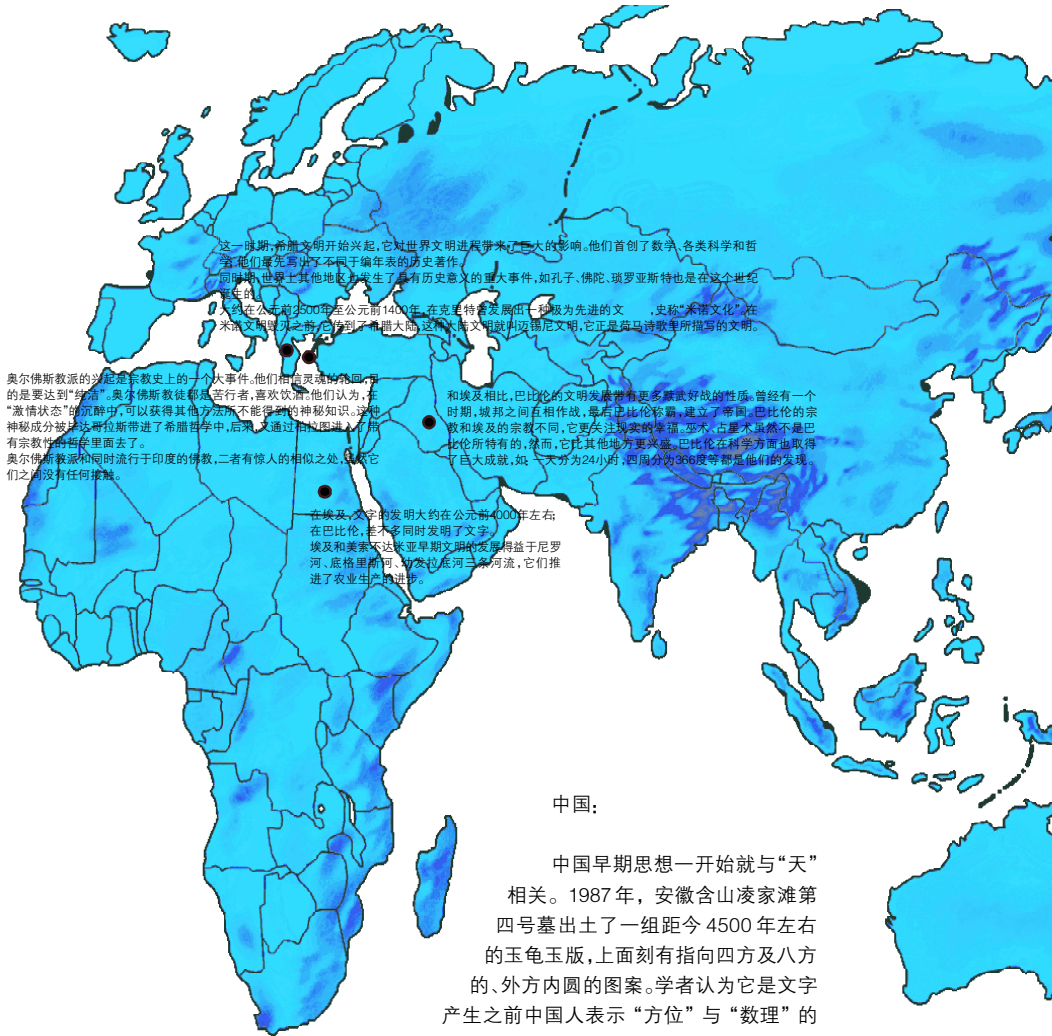 这一时期,希腊文明开始兴起,它对世界文明进程带来了巨大的影响。他们首创了数学、各类科学和哲
学,他们最先写出了不同于编年表的历史著作。
同时期,世界上其他地区也发生了具有历史意义的重大事件,如孔子、佛陀、琐罗亚斯特也是在这个世纪
诞生的。
大约在公元前2500年至公元前1400年,在克里特曾发展出一种极为先进的文 ,史称“米诺文化”。在
米诺文明毁灭之前,它传到了希腊大陆,这种大陆文明就叫迈锡尼文明,它正是荷马诗歌里所描写的文明。
奥尔佛斯教派的兴起是宗教史上的一个大事件。他们相信灵魂的轮回,目
的是要达到“纯洁”。奥尔佛斯教徒都是苦行者,喜欢饮酒。他们认为,在
“激情状态”的沉醉中,可以获得其他方法所不能得到的神秘知识。这种
神秘成分被毕达哥拉斯带进了希腊哲学中,后来,又通过柏拉图进入了带
有宗教性的哲学里面去了。
奥尔佛斯教派和同时流行于印度的佛教,二者有惊人的相似之处,虽然它
们之间没有任何接触。
和埃及相比,巴比伦的文明发展带有更多黩武好战的性质。曾经有一个
时期,城邦之间互相作战,最后巴比伦称霸,建立了帝国。巴比伦的宗
教和埃及的宗教不同,它更关注现实的幸福。巫术、占星术虽然不是巴
比伦所特有的,然而,它比其他地方更兴盛。巴比伦在科学方面也取得
了巨大成就,如,一天分为24小时,四周分为366度等都是他们的发现。
在埃及,文字的发明大约在公元前4000年左右;
在巴比伦,差不多同时发明了文字。
埃及和美索不达米亚早期文明的发展得益于尼罗
河、底格里斯河、幼发拉底河三条河流,它们推
进了农业生产的进步。
中国:
中国早期思想一开始就与“天”
相关。1987年,安徽含山凌家滩第
四号墓出土了一组距今4500年左右
的玉龟玉版,上面刻有指向四方及八方
的、外方内圆的图案。学者认为它是文字
产生之前中国人表示“方位”与“数理”的